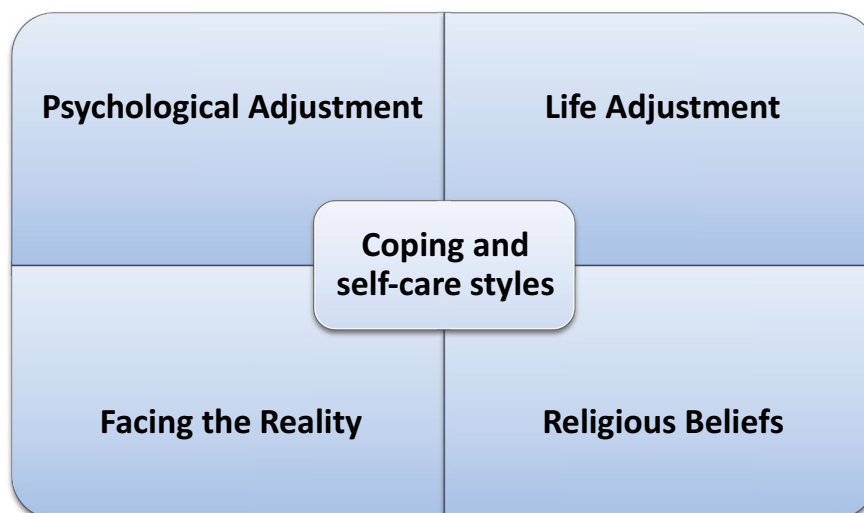 Psychological Adjustment
Life Adjustment
Coping and
self-care styles
Facing the Reality
Religious Beliefs